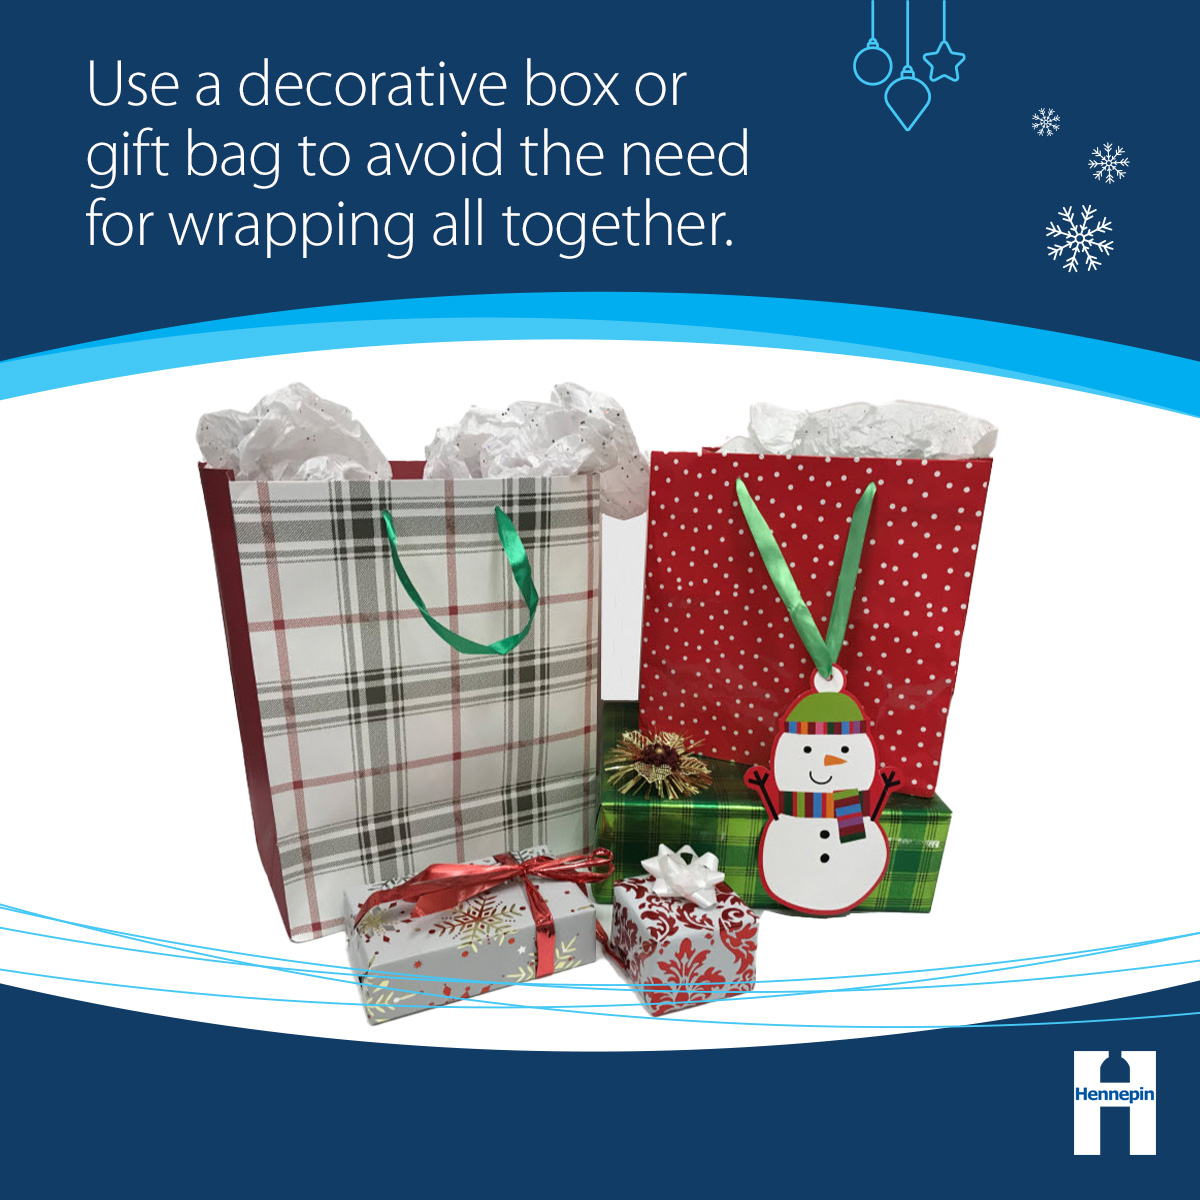 Use a decorative box or
gift bag to avoid the need
for wrapping all together.
Hennepin